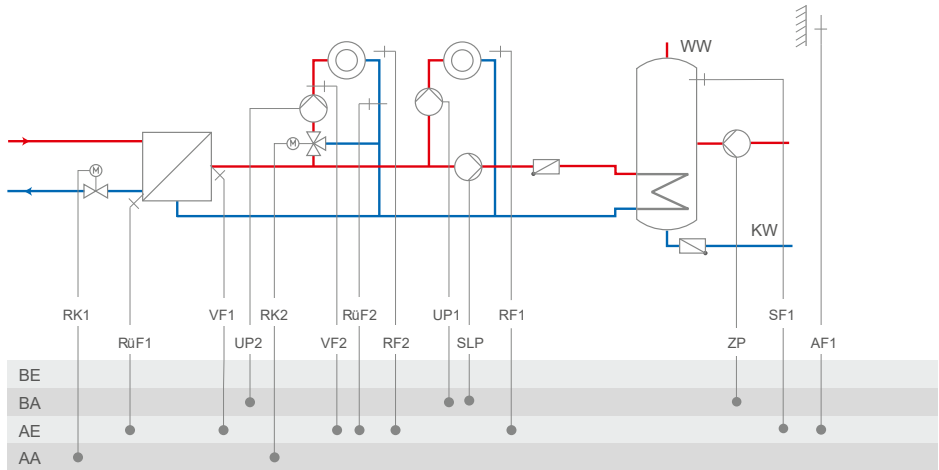 WW
M
M
KW
RK1 VF1 RK2 RüF2 UP1 RF1 SF1
RüF1 UP2 VF2 RF2 SLP ZP AF1
BE
BA
AE
AA